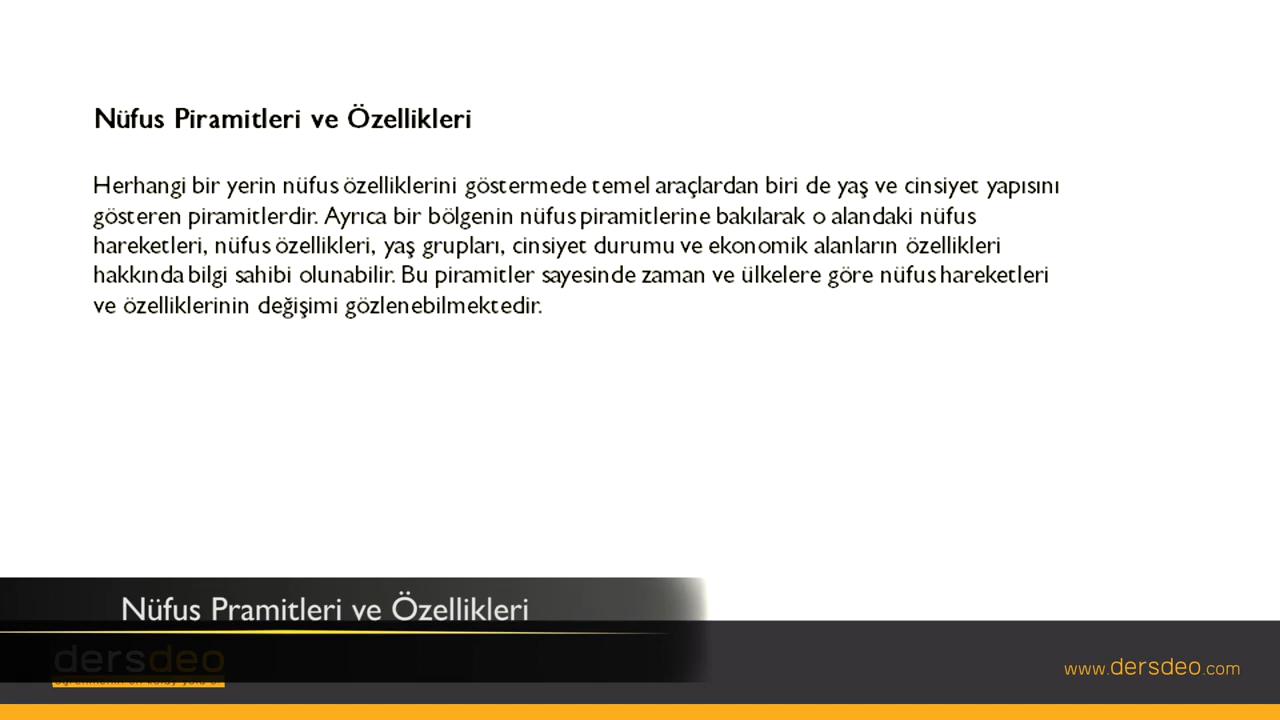 Nüfus Piramitleri ve Özellikleri
Herhangi bir yerin nüfus özelliklerini göstermede temel araçlardan biri de yaş ve cinsiyet yapısını
gösteren piramitlerdir. Ayrıca bir bölgenin nüfus piramitlerine bakılarak o alandaki nüfus
hareketleri, nüfus özellikleri, yaş grupları, cinsiyet durumu ve ekonomik alanların özellikleri
hakkında bilgi sahibi olunabilir. Bu piramitler sayesinde zaman ve ülkelere göre nüfus hareketleri
ve özelliklerinin değişimi gözlenebilmektedir.
Nüfus Pramitleri ve Özellikleri
dersdeo
www.dersdeo.com